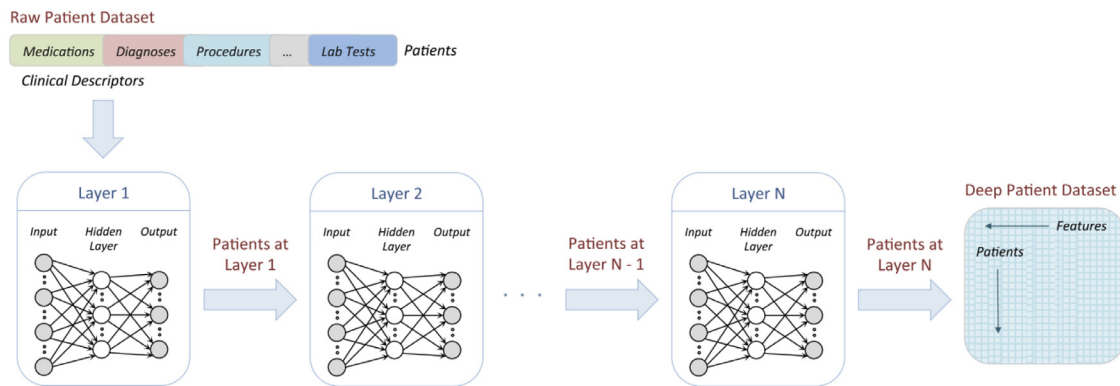 Raw Patient Dataset
Medications Diagnoses Procedures ... Lab Tests Patients
Clinical Descriptors
Layer 1
Input Hidden Layer Output
Patients at
Layer 1
Layer 2
Input Hidden Layer Output
. . .
Patients at
Layer N - 1
Layer N
Input Hidden Layer Output
Patients at
Layer N
Deep Patient Dataset
Features
Patients